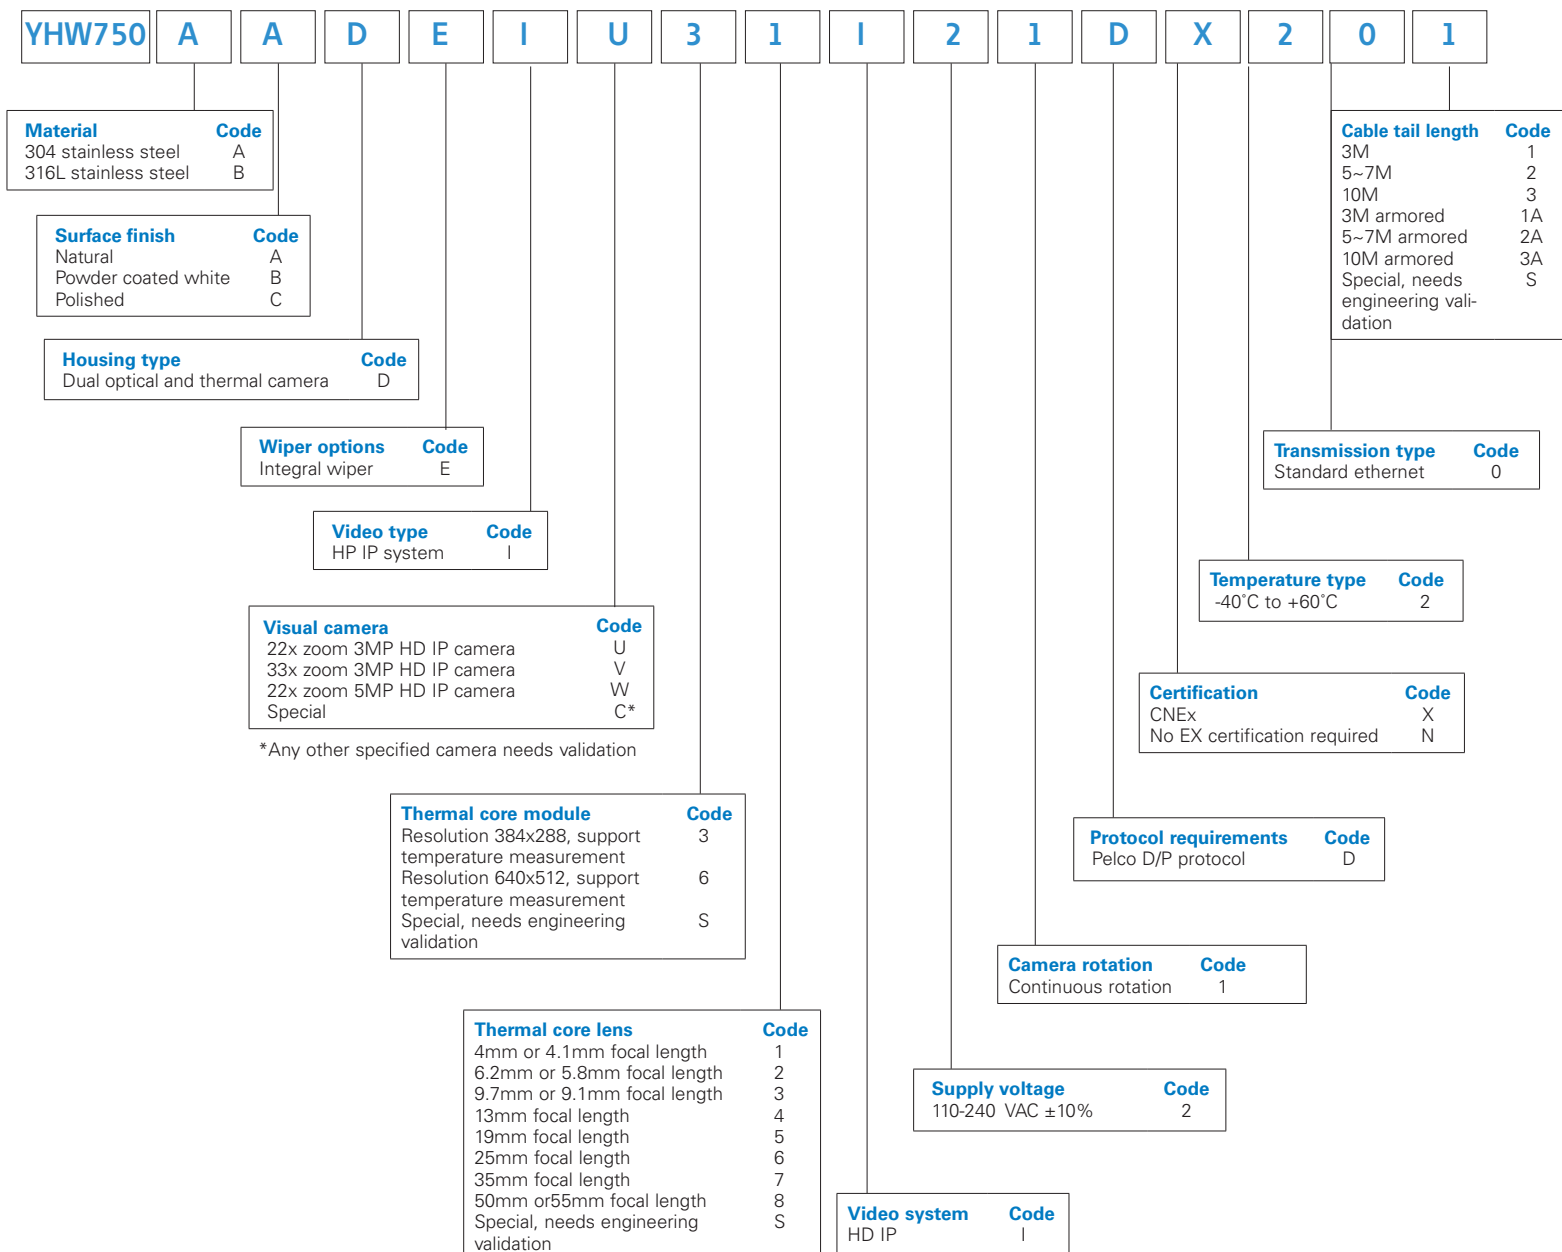 YHW750 A A D E I U 3 1 I 2 1 D X 2 0 1
Material Code
304 stainless steel A
316L stainless steel B
Surface finish Code
Natural A
Powder coated white B
Polished C
Housing type Code
Dual optical and thermal camera D
Wiper options Code
Integral wiper E
Video type Code
HP IP system I
Visual camera Code
22x zoom 3MP HD IP camera U
33x zoom 3MP HD IP camera V
22x zoom 5MP HD IP camera W
Special C*
*Any other specified camera needs validation
Thermal core module Code
Resolution 384x288, support 3
temperature measurement
Resolution 640x512, support 6
temperature measurement
Special, needs engineering S
validation
Thermal core lens Code
4mm or 4.1mm focal length 1
6.2mm or 5.8mm focal length 2
9.7mm or 9.1mm focal length 3
13mm focal length 4
19mm focal length 5
25mm focal length 6
35mm focal length 7
50mm or55mm focal length 8
Special, needs engineering S
validation
Video system Code
HD IP I
Supply voltage Code
110-240 VAC ±10% 2
Camera rotation Code
Continuous rotation 1
Protocol requirements Code
Pelco D/P protocol D
Certification Code
CNEx X
No EX certification required N
Temperature type Code
-40˚C to +60˚C 2
Transmission type Code
Standard ethernet 0
Cable tail length Code
3M 1
5~7M 2
10M 3
3M armored 1A
5~7M armored 2A
10M armored 3A
Special, needs S
engineering vali-
dation